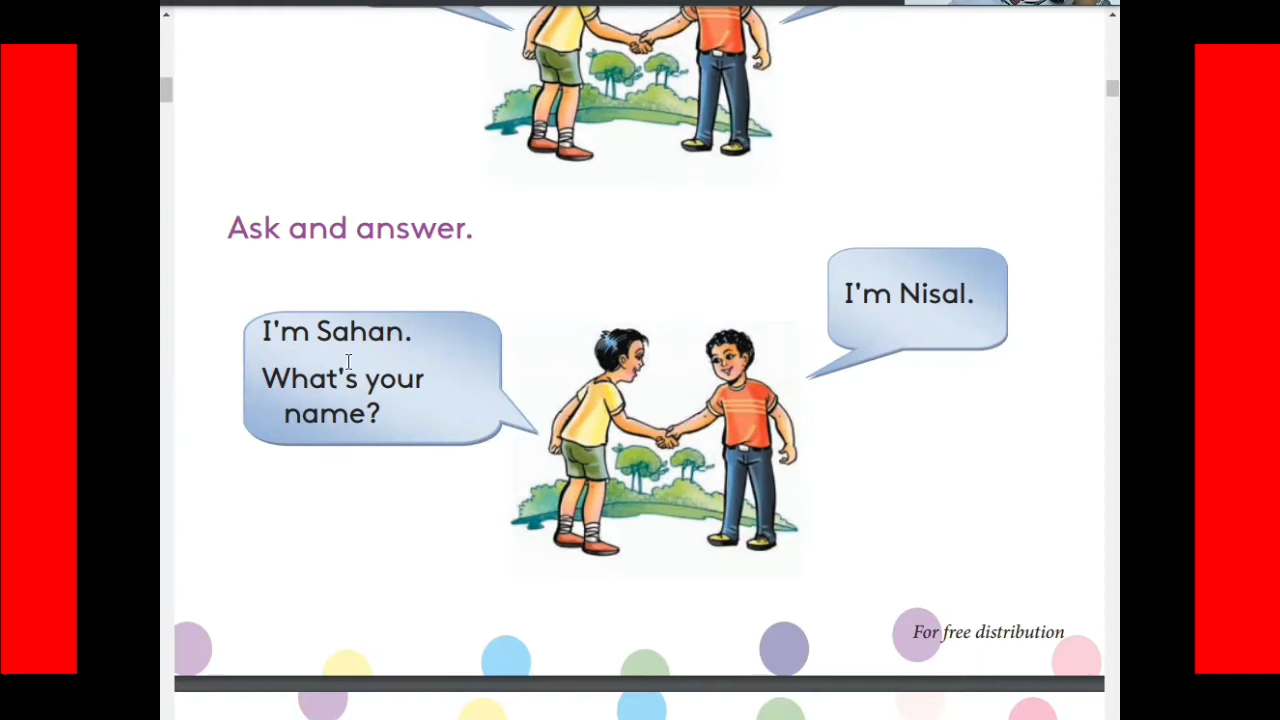 Ask and answer.
I'm Nisal.
I'm Sahan.
What's your
name?
For free distribution